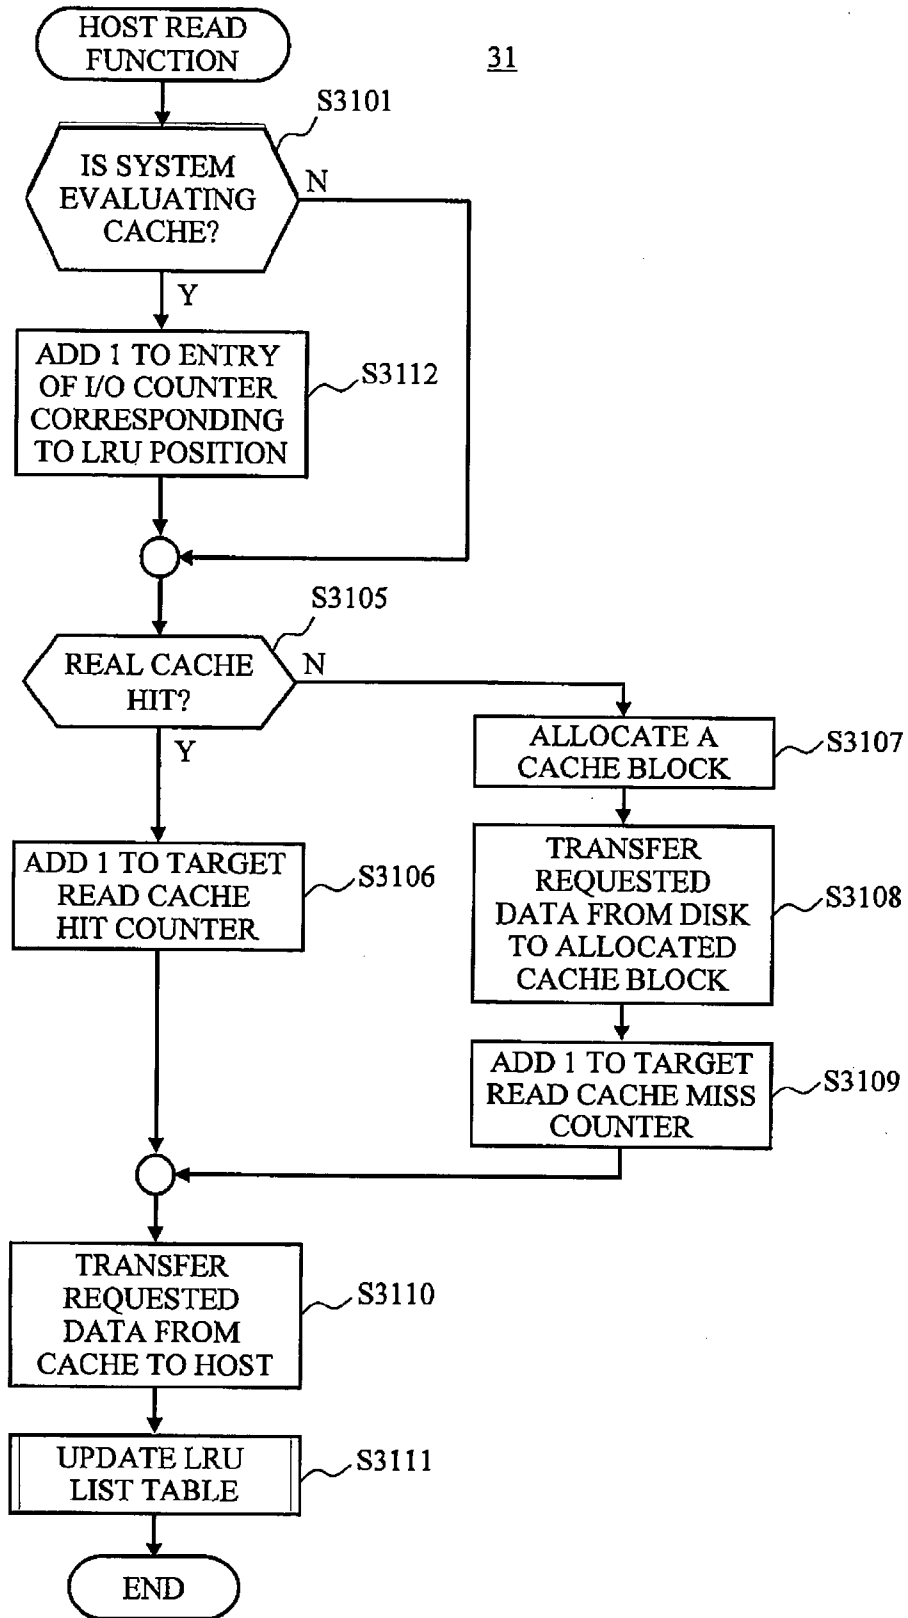 HOST READ
FUNCTION
31
S3101
IS SYSTEM
EVALUATING
CACHE?
N
Y
ADD 1 TO ENTRY
OF I/O COUNTER
CORRESPONDING
TO LRU POSITION
S3112
S3105
REAL CACHE
HIT?
N
Y
ALLOCATE A
CACHE BLOCK
S3107
TRANSFER
REQUESTED
DATA FROM DISK
TO ALLOCATED
CACHE BLOCK
S3108
ADD 1 TO TARGET
READ CACHE
HIT COUNTER
S3106
ADD 1 TO TARGET
READ CACHE MISS
COUNTER
S3109
TRANSFER
REQUESTED
DATA FROM
CACHE TO HOST
S3110
UPDATE LRU
LIST TABLE
S3111
END